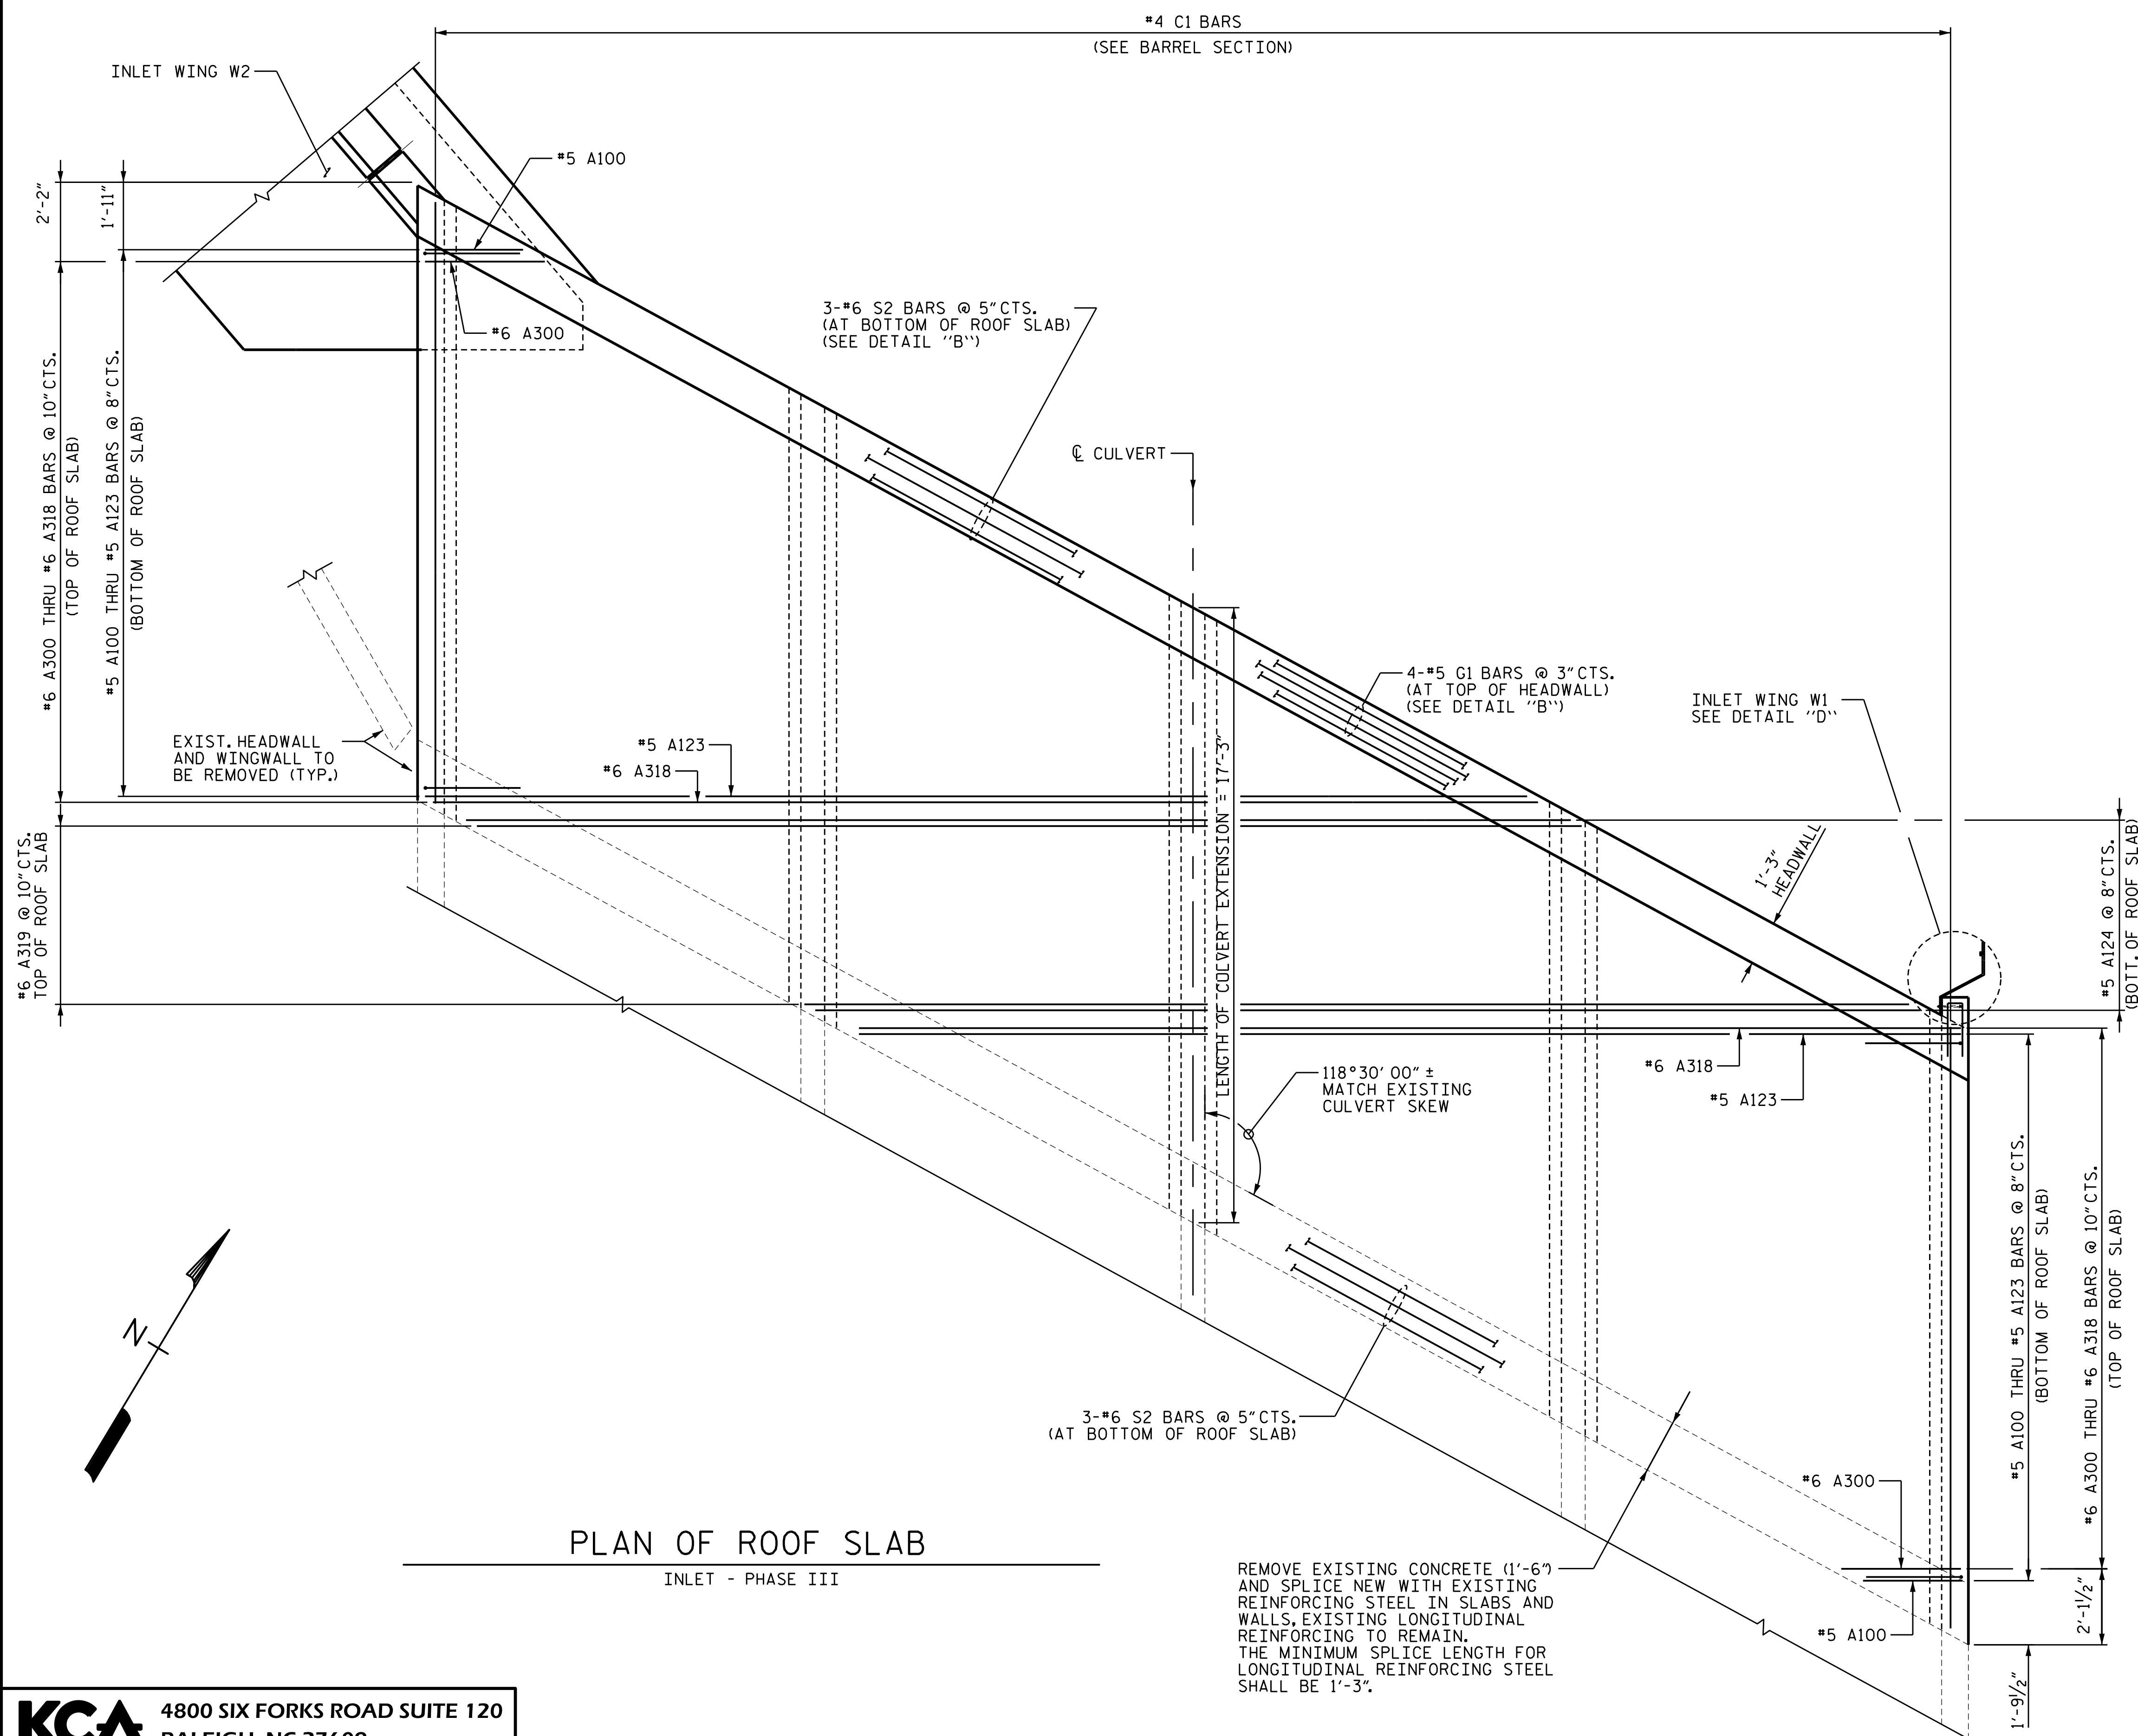 #4 C1 BARS
(SEE BARREL SECTION)
INLET WING W2
#5 A100
2'-2"
1'-11"
#6 A300
3-#6 S2 BARS @ 5" CTS.
(AT BOTTOM OF ROOF SLAB)
(SEE DETAIL "B")
#6 A300 THRU #6 A318 BARS @ 10" CTS.
(TOP OF ROOF SLAB)
#5 A100 THRU #5 A123 BARS @ 8" CTS.
(BOTTOM OF ROOF SLAB)
℄ CULVERT
4-#5 G1 BARS @ 3" CTS.
(AT TOP OF HEADWALL)
(SEE DETAIL "B")
INLET WING W1
SEE DETAIL "D"
EXIST. HEADWALL
AND WINGWALL TO
BE REMOVED (TYP.)
#5 A123
#6 A318
LENGTH OF CULVERT EXTENSION = 17'-3"
1'-3"
HEADWALL
#6 A319 @ 10" CTS.
TOP OF ROOF SLAB
#5 A124 @ 8" CTS.
(BOTT. OF ROOF SLAB)
#6 A318
#5 A123
118°30'00" ±
MATCH EXISTING
CULVERT SKEW
#5 A100 THRU #5 A123 BARS @ 8" CTS.
(BOTTOM OF ROOF SLAB)
#6 A300 THRU #6 A318 BARS @ 10" CTS.
(TOP OF ROOF SLAB)
N
3-#6 S2 BARS @ 5" CTS.
(AT BOTTOM OF ROOF SLAB)
#6 A300
#5 A100
2'-1 1/2"
1'-9 1/2"
PLAN OF ROOF SLAB
INLET - PHASE III
REMOVE EXISTING CONCRETE (1'-6")
AND SPLICE NEW WITH EXISTING
REINFORCING STEEL IN SLABS AND
WALLS, EXISTING LONGITUDINAL
REINFORCING TO REMAIN.
THE MINIMUM SPLICE LENGTH FOR
LONGITUDINAL REINFORCING STEEL
SHALL BE 1'-3".
KCA
4800 SIX FORKS ROAD SUITE 120
RALEIGH, NC 27609